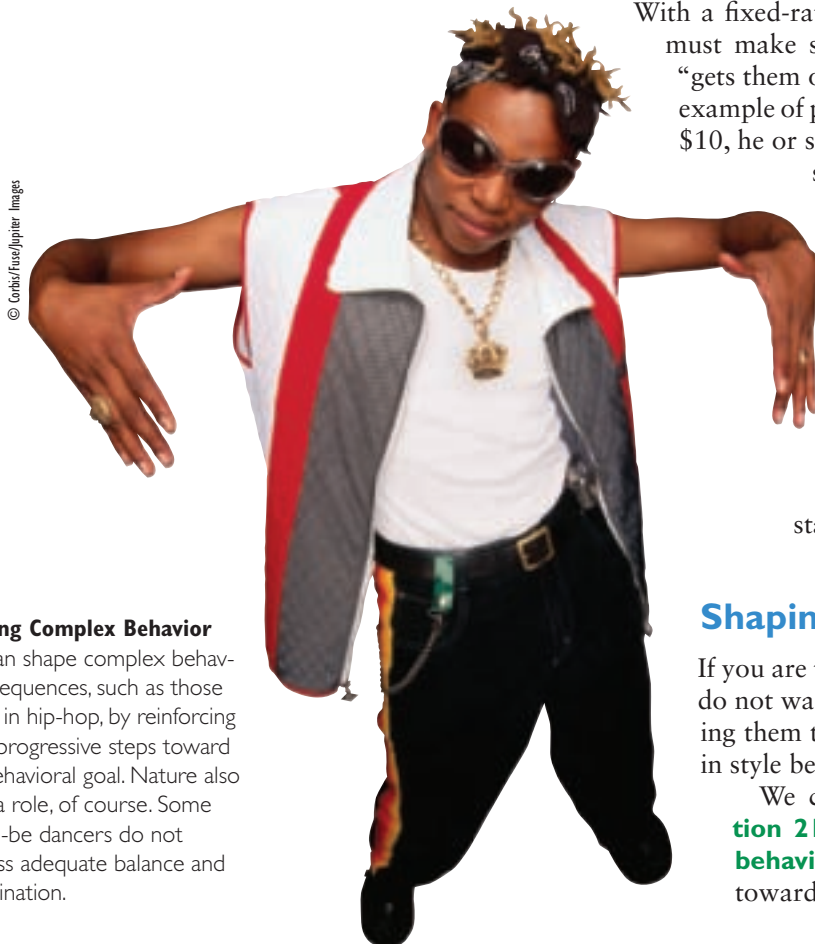 © Corbis/Fuse/Jupiter Images
With a fixed-ra
must make s
“gets them o
example of p
$10, he or s
s
sta
ng Complex Behavior
an shape complex behav-
equences, such as those
in hip-hop, by reinforcing
progressive steps toward
ehavioral goal. Nature also
a role, of course. Some
-be dancers do not
ss adequate balance and
ination.
Shapin
If you are
do not wa
ing them t
in style be
We c
tion 21
behavi
toward